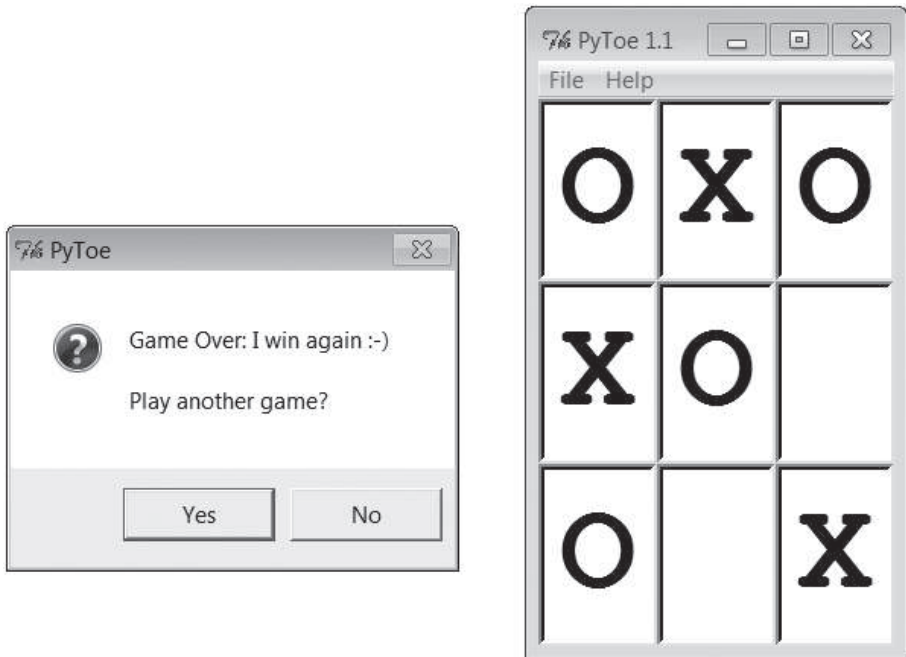 PyToe
Game Over: I win again :-)
Play another game?
Yes No
PyToe 1.1
File Help
O X O
X O
O X